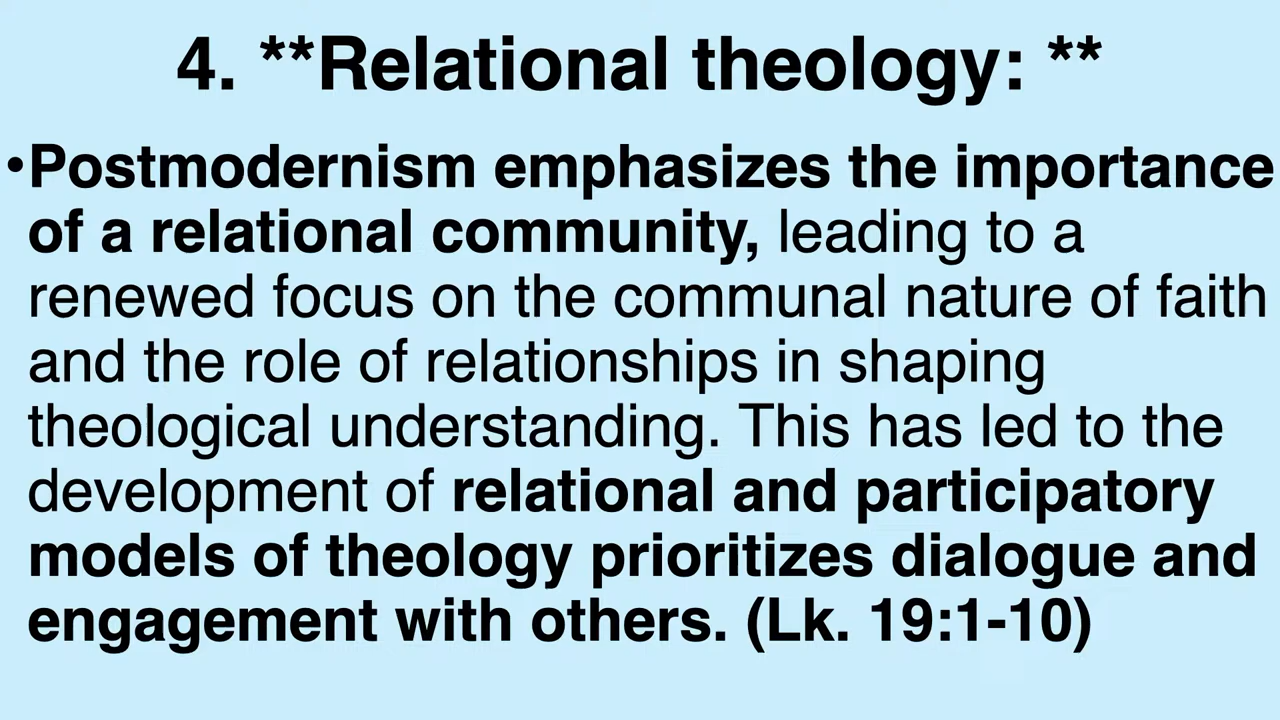 4. **Relational theology: **
•Postmodernism emphasizes the importance
of a relational community, leading to a
renewed focus on the communal nature of faith
and the role of relationships in shaping
theological understanding. This has led to the
development of relational and participatory
models of theology prioritizes dialogue and
engagement with others. (Lk. 19:1-10)